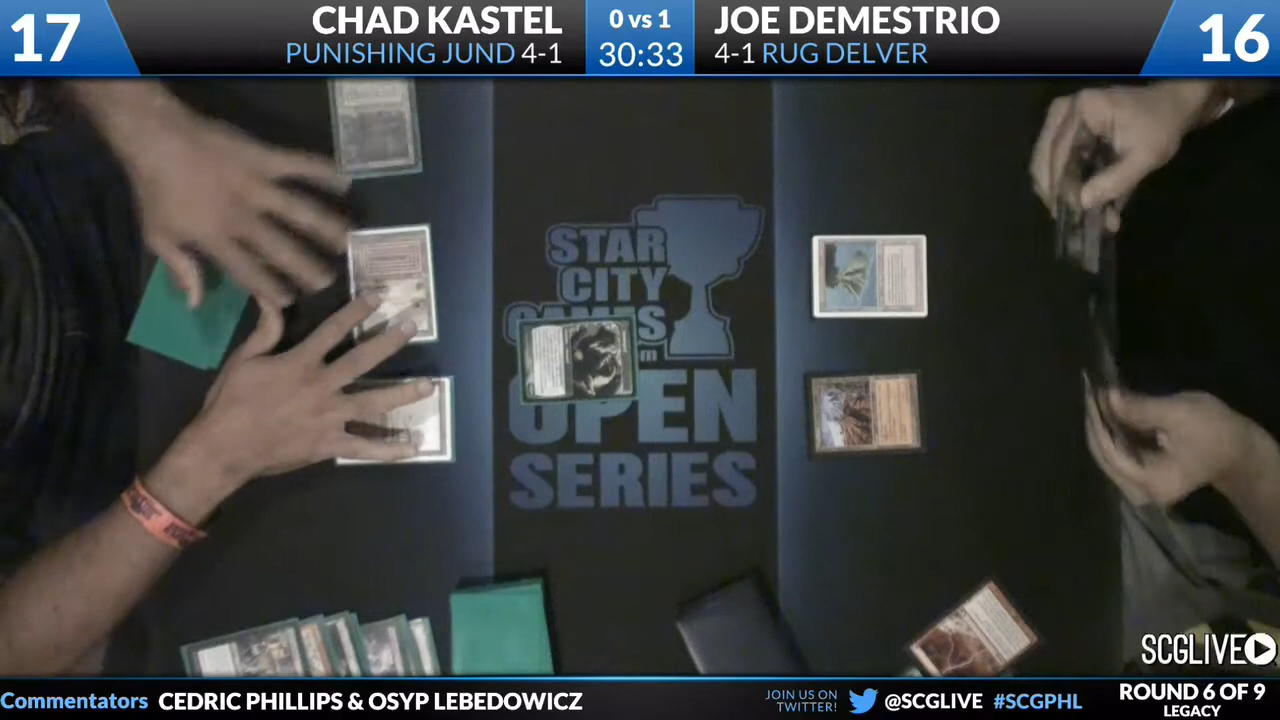 17
CHAD KASTEL
PUNISHING JUND 4-1
0 vs 1
30:33
JOE DEMESTRIO
4-1 RUG DELVER
16
STAR
CITY
GAMES
m
OPEN
SERIES
SCGLIVE
Commentators CEDRIC PHILLIPS & OSYP LEBEDOWICZ
JOIN US ON
TWITTER!
@SCGLIVE #SCGPHL
ROUND 6 OF 9
LEGACY